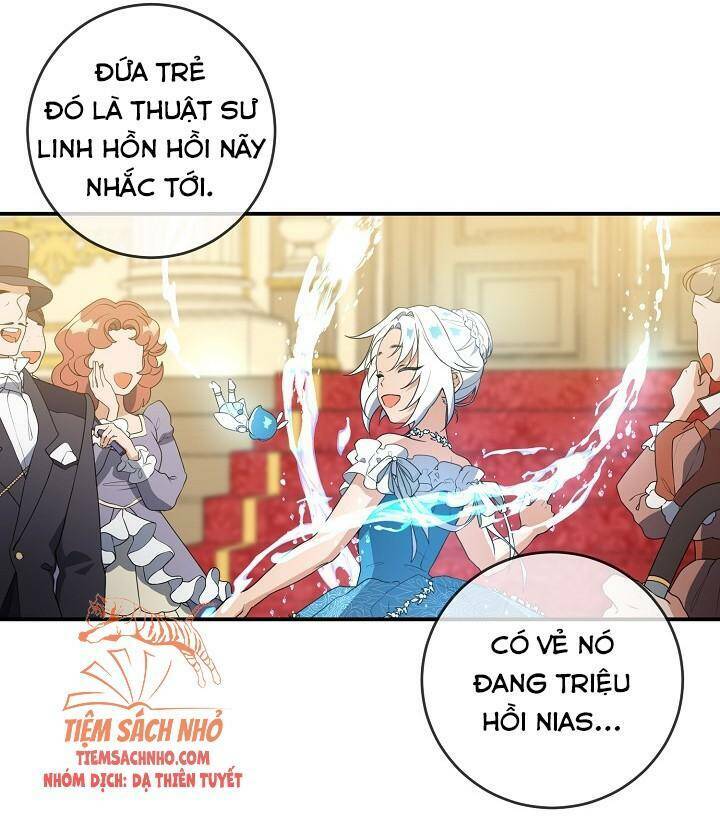 ĐỨA TRẺ
ĐÓ LÀ THUẬT SƯ
LINH HỒN HỒI NÃY
NHẮC TỚI.
CÓ VẺ NÓ
ĐANG TRIỆU
HỒI NIAS...
TIỆM SÁCH NHỎ
TIEMSACHNHO.COM
NHÓM DỊCH: DẠ THIÊN TUYẾT